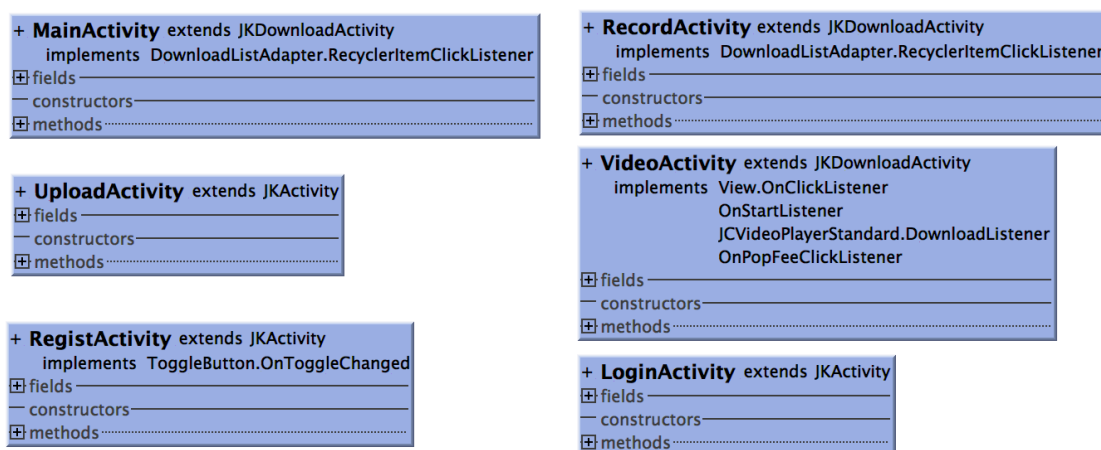 + MainActivity extends JKDownloadActivity
implements DownloadListAdapter.RecyclerItemClickListener
+ fields
constructors
+ methods
+ UploadActivity extends JKActivity
+ fields
constructors
+ methods
+ RegistActivity extends JKActivity
implements ToggleButton.OnToggleChanged
+ fields
constructors
+ methods
+ RecordActivity extends JKDownloadActivity
implements DownloadListAdapter.RecyclerItemClickListener
+ fields
constructors
+ methods
+ VideoActivity extends JKDownloadActivity
implements View.OnClickListener
OnStartListener
JCVideoPlayerStandard.DownloadListener
OnPopFeeClickListener
+ fields
constructors
+ methods
+ LoginActivity extends JKActivity
+ fields
constructors
+ methods